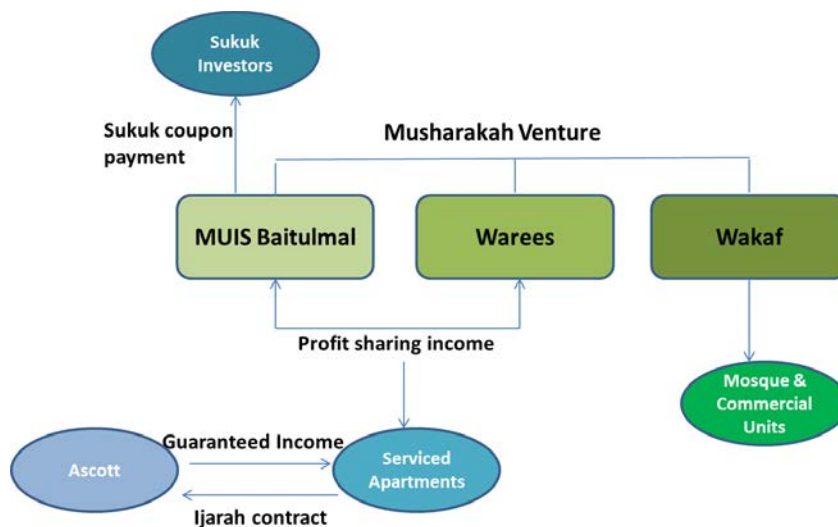 Sukuk
Investors
Sukuk coupon
payment
Musharakah Venture
MUIS Baitulmal
Warees
Wakaf
Profit sharing income
Mosque &
Commercial
Units
Guaranteed Income
Ascott
Serviced
Apartments
Ijarah contract